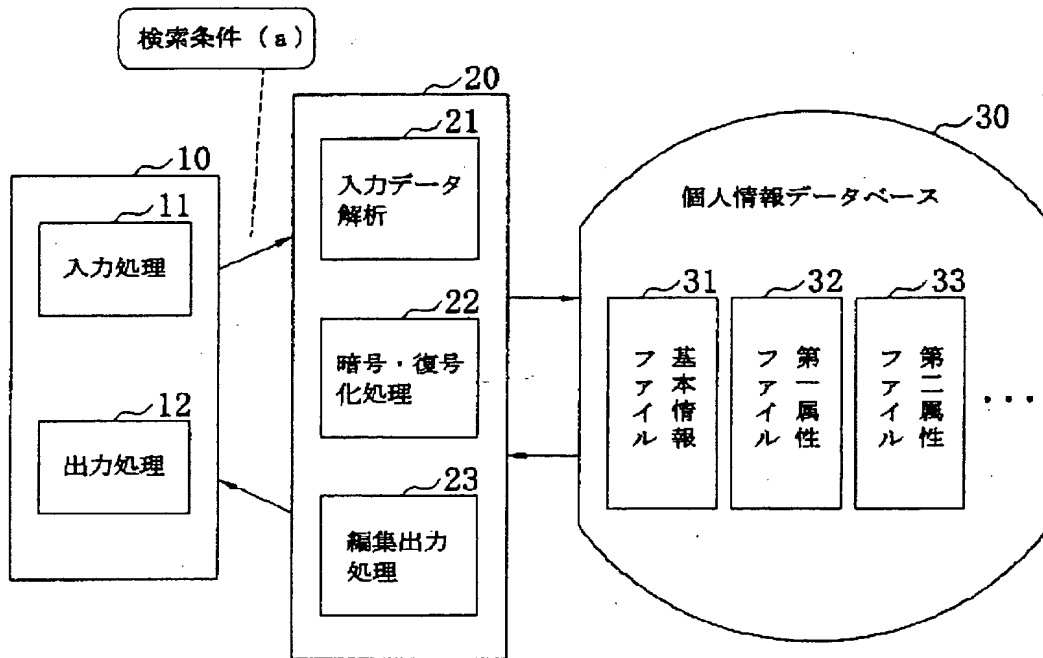 検索条件（a）
20
21
入力データ
解析
10
11
入力処理
22
暗号・復号
化処理
12
出力処理
23
編集出力
処理
30
個人情報データベース
31
基本情報
ファイル
32
第一属性
ファイル
33
第二属性
ファイル
・・・・